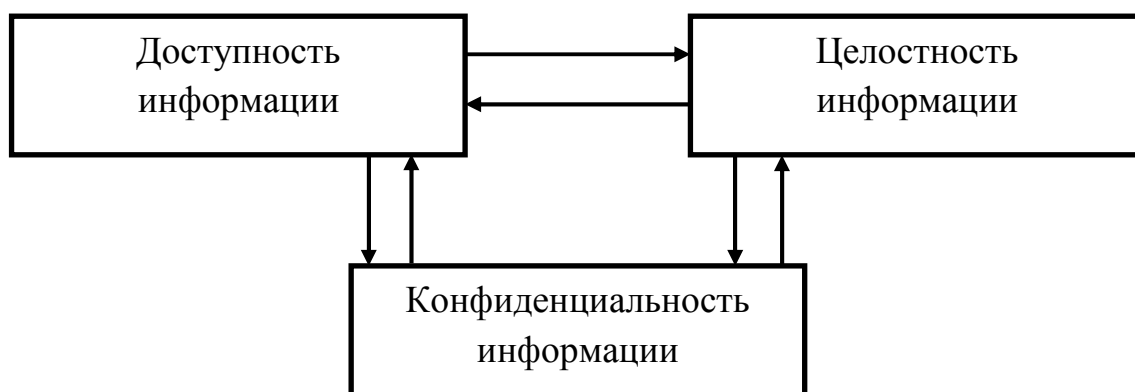 Доступность
информации
Целостность
информации
Конфиденциальность
информации